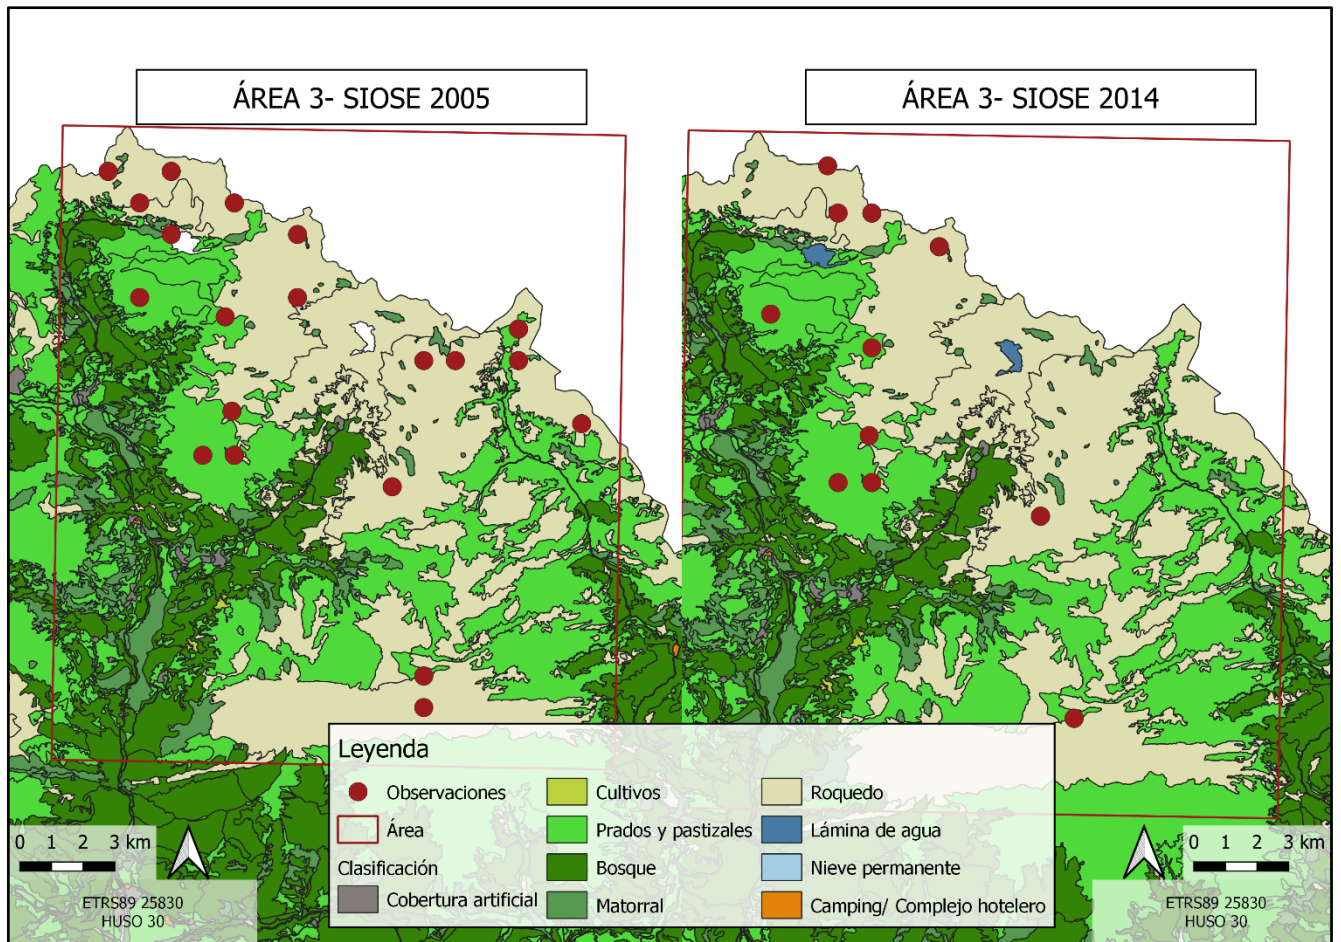 ÁREA 3- SIOSE 2005
ÁREA 3- SIOSE 2014
Leyenda
Observaciones
Área
Clasificación
Cobertura artificial
Cultivos
Prados y pastizales
Bosque
Matorral
Roquedo
Lámina de agua
Nieve permanente
Camping/ Complejo hotelero
0 1 2 3 km
ETRS89 25830
HUSO 30
0 1 2 3 km
ETRS89 25830
HUSO 30